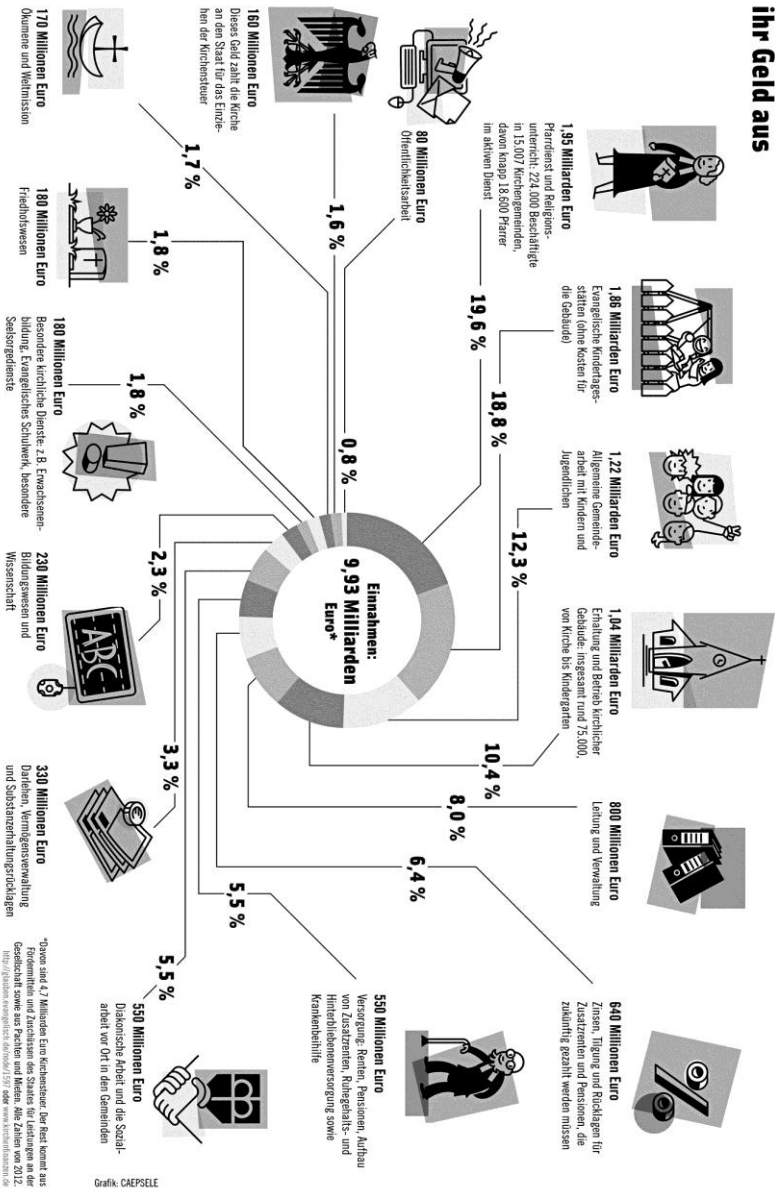 ihr Geld aus
1,95 Milliarden Euro
Pfarrdienst und Religions-
unterricht: 224.000 Beschäftigte
in 15.007 Kirchengemeinden,
davon knapp 18.600 Pfarrer
im aktiven Dienst
19,6 %
1,86 Milliarden Euro
Evangelische Kindertages-
stätten (ohne Kosten für
die Gebäude)
18,8 %
1,22 Milliarden Euro
Allgemeine Gemeinde-
arbeit mit Kindern und
Jugendlichen
12,3 %
1,04 Milliarden Euro
Erhaltung und Betrieb kirchlicher
Gebäude: insgesamt rund 75.000,
von Kirche bis Kindergarten
10,4 %
800 Millionen Euro
Leitung und Verwaltung
8,0 %
640 Millionen Euro
Zinsen, Tilgung und Rücklagen für
Zusatzrenten und Pensionen, die
zukünftig gezahlt werden müssen
6,4 %
80 Millionen Euro
Öffentlichkeitsarbeit
0,8 %
160 Millionen Euro
Dieses Geld zahlt die Kirche
an den Staat für das Einzie-
hen der Kirchensteuer
1,6 %
Einnahmen:
9,93 Milliarden
Euro*
550 Millionen Euro
Versorgung: Renten, Pensionen, Aufbau
von Zusatzrenten, Ruhegehalts- und
Hinterbliebenenversorgung sowie
Krankenbeihilfe
5,5 %
170 Millionen Euro
Ökumene und Weltmission
1,7 %
180 Millionen Euro
Friedhofswesen
1,8 %
180 Millionen Euro
Besondere kirchliche Dienste: z.B. Erwachsenen-
bildung, Evangelisches Schulwerk, besondere
Seelsorgedienste
1,8 %
230 Millionen Euro
Bildungswesen und
Wissenschaft
2,3 %
ABC
330 Millionen Euro
Darlehen, Vermögensverwaltung
und Substanzerhaltungsrücklagen
3,3 %
€
550 Millionen Euro
Diakonische Arbeit und die Sozial-
arbeit vor Ort in den Gemeinden
5,5 %
%
*Davon sind 4,7 Milliarden Euro Kirchensteuer. Der Rest kommt aus
Fördermitteln und Zuschüssen des Staates für Leistungen an der
Gesellschaft sowie aus Pachten und Mieten. Alle Zahlen von 2012.
http://glauben.evangelisch.de/node/1597 oder www.kirchenfinanzen.de
Grafik: CAEPSELE